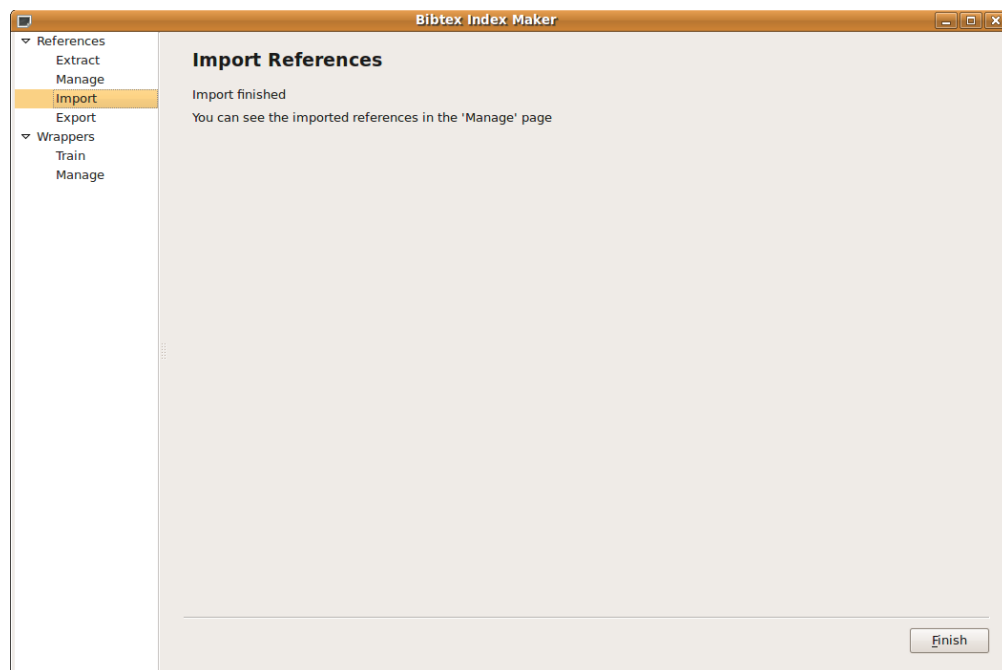 Bibtex Index Maker
References
Extract
Manage
Import
Export
Wrappers
Train
Manage
Import References
Import finished
You can see the imported references in the 'Manage' page
Finish